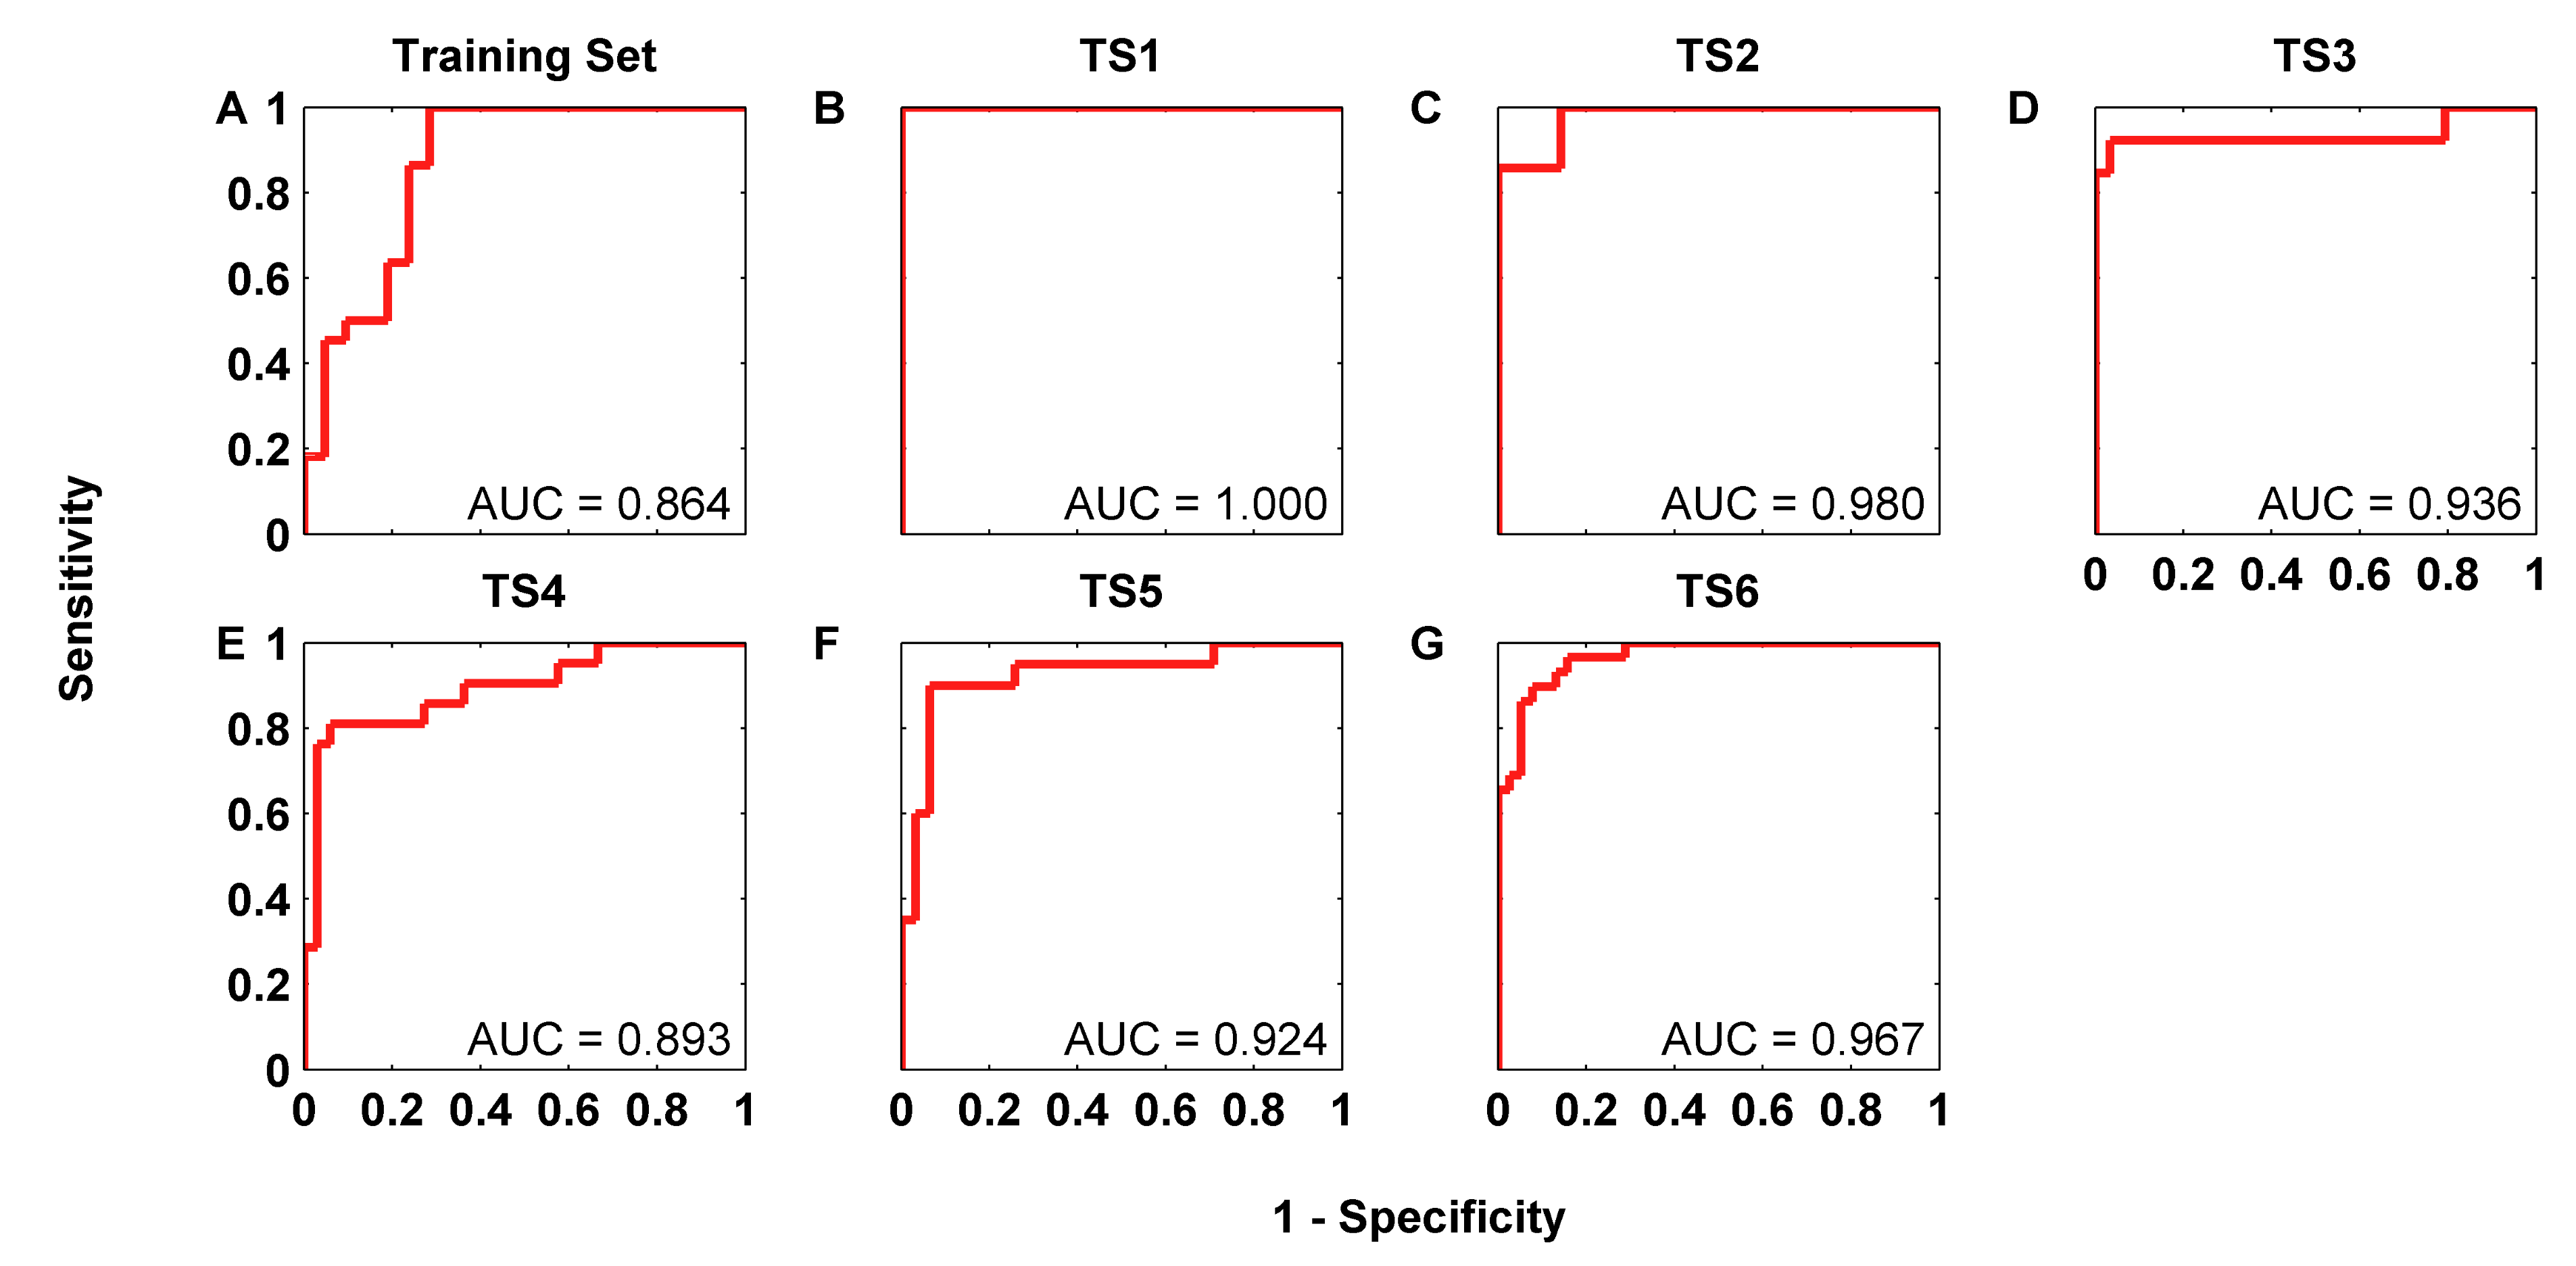 Training Set
TS1
TS2
TS3
A
1
0.8
0.6
0.4
0.2
0
AUC = 0.864
B
AUC = 1.000
C
AUC = 0.980
D
AUC = 0.936
0 0.2 0.4 0.6 0.8 1
Sensitivity
TS4
TS5
TS6
E
1
0.8
0.6
0.4
0.2
0
AUC = 0.893
0 0.2 0.4 0.6 0.8 1
F
AUC = 0.924
0 0.2 0.4 0.6 0.8 1
G
AUC = 0.967
0 0.2 0.4 0.6 0.8 1
1 - Specificity